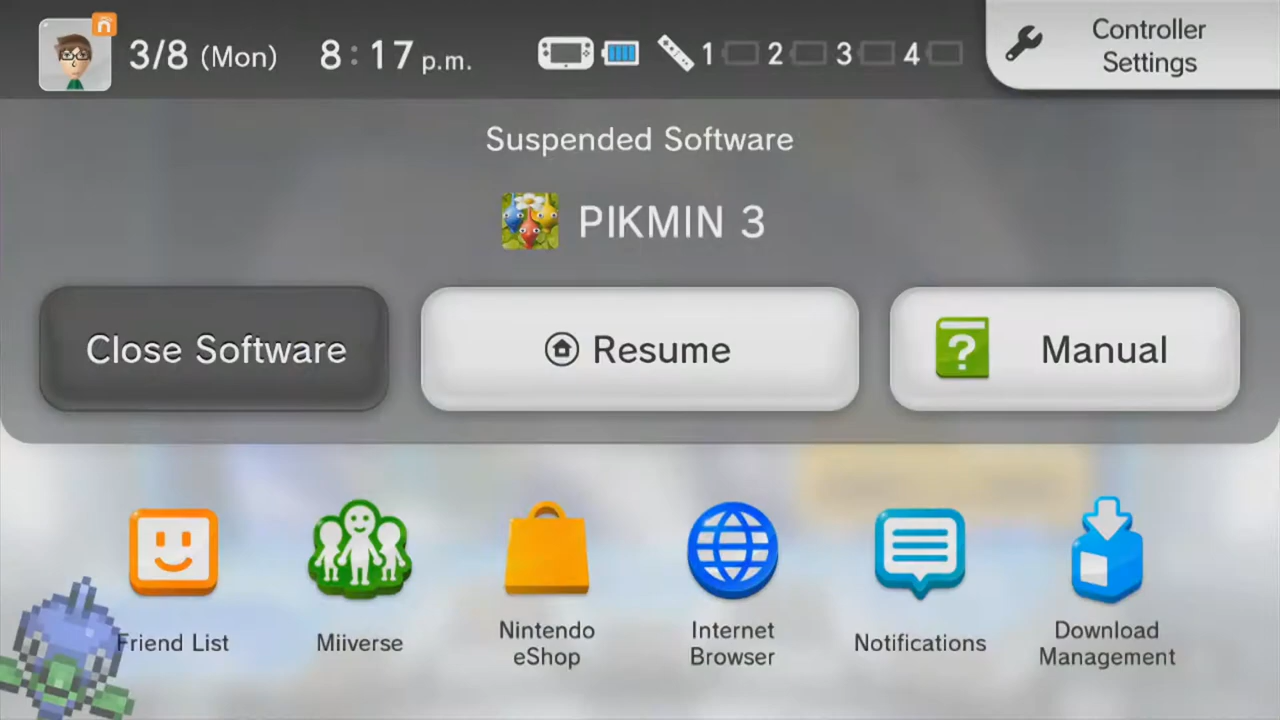 3/8 (Mon) 8:17 p.m. 1 2 3 4
Controller
Settings
Suspended Software
PIKMIN 3
Close Software
Resume
? Manual
Friend List
Miiverse
Nintendo
eShop
Internet
Browser
Notifications
Download
Management